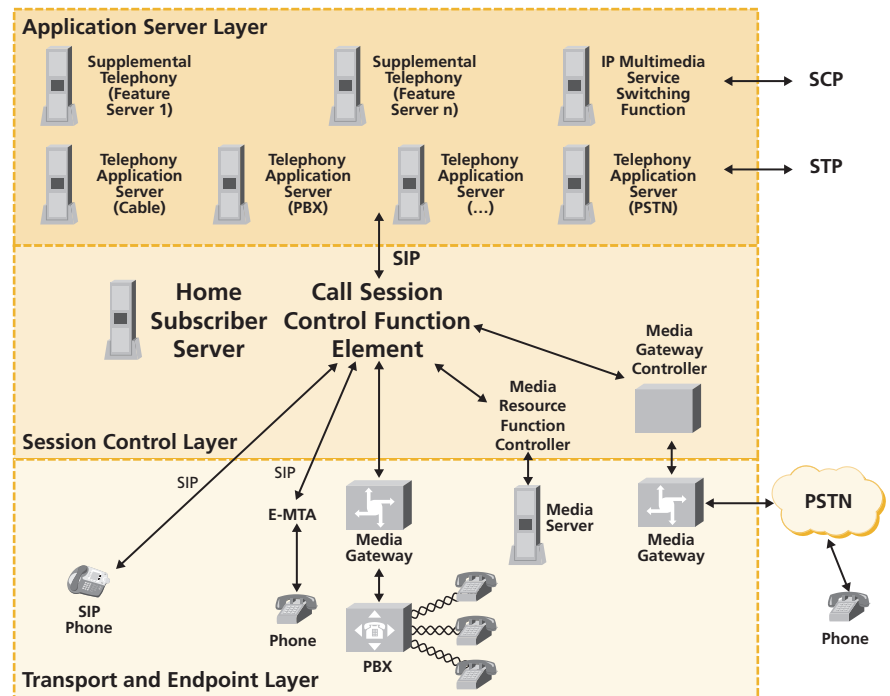 Application Server Layer
Supplemental
Telephony
(Feature
Server 1)
Supplemental
Telephony
(Feature
Server n)
IP Multimedia
Service
Switching
Function
SCP
Telephony
Application
Server
(Cable)
Telephony
Application
Server
(PBX)
Telephony
Application
Server
(...)
Telephony
Application
Server
(PSTN)
STP
SIP
Home
Subscriber
Server
Call Session
Control Function
Element
Media
Gateway
Controller
Media
Resource
Function
Controller
Session Control Layer
SIP
SIP
E-MTA
Media
Gateway
Media
Server
Media
Gateway
PSTN
SIP
Phone
Phone
PBX
Phone
Transport and Endpoint Layer